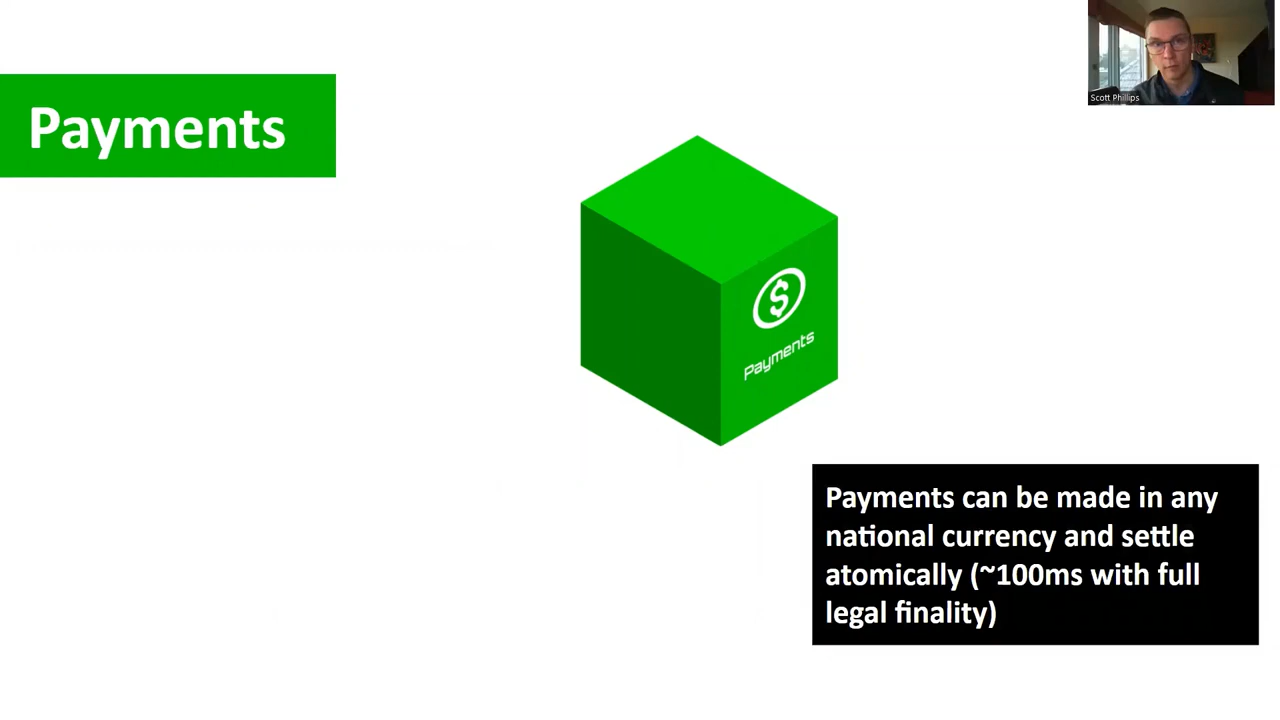 Scott Phillips
Payments
Payments
Payments can be made in any
national currency and settle
atomically (~100ms with full
legal finality)